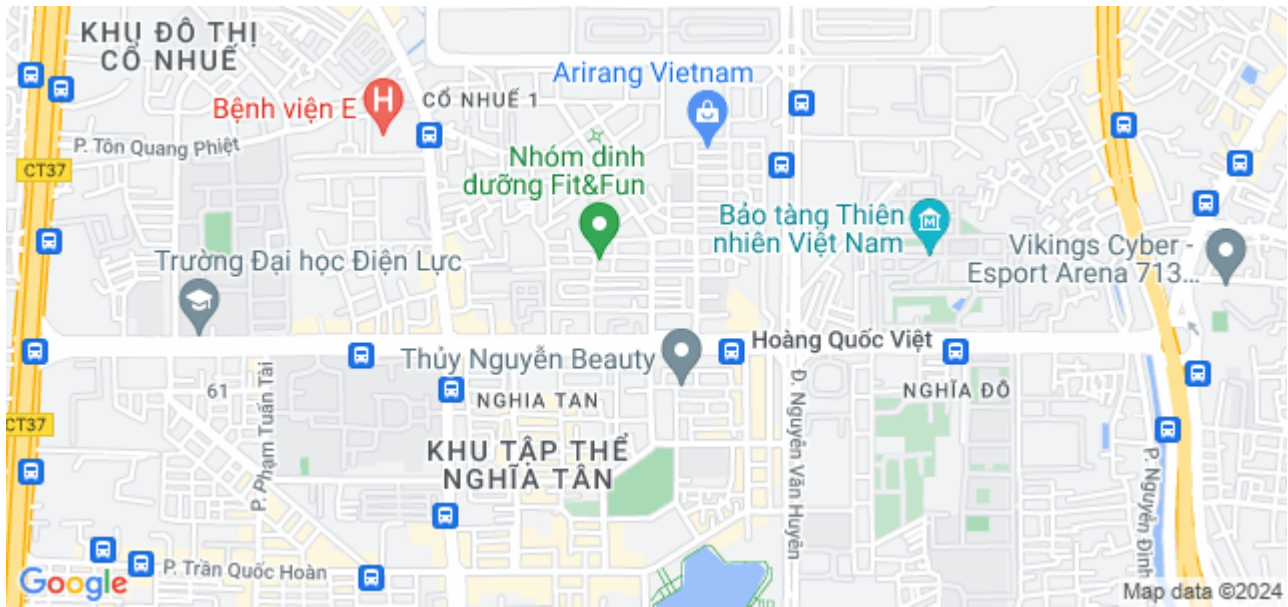 KHU ĐÔ THỊ
CỔ NHUẾ
Arirang Vietnam
Bệnh viện E
H
CỔ NHUẾ 1
P. Tôn Quang Phiệt
Nhóm dinh
dưỡng Fit&Fun
CT37
Bảo tàng Thiên
nhiên Việt Nam
M
Vikings Cyber -
Esport Arena 713...
Trường Đại học Điện Lực
Hoàng Quốc Việt
Thủy Nguyễn Beauty
61
P. Phạm Tuấn Tài
NGHIA TAN
NGHĨA ĐÔ
Đ. Nguyễn Văn Huyên
CT37
KHU TẬP THỂ
NGHĨA TÂN
P. Nguyễn Đình
P. Trần Quốc Hoàn
Google
Map data ©2024